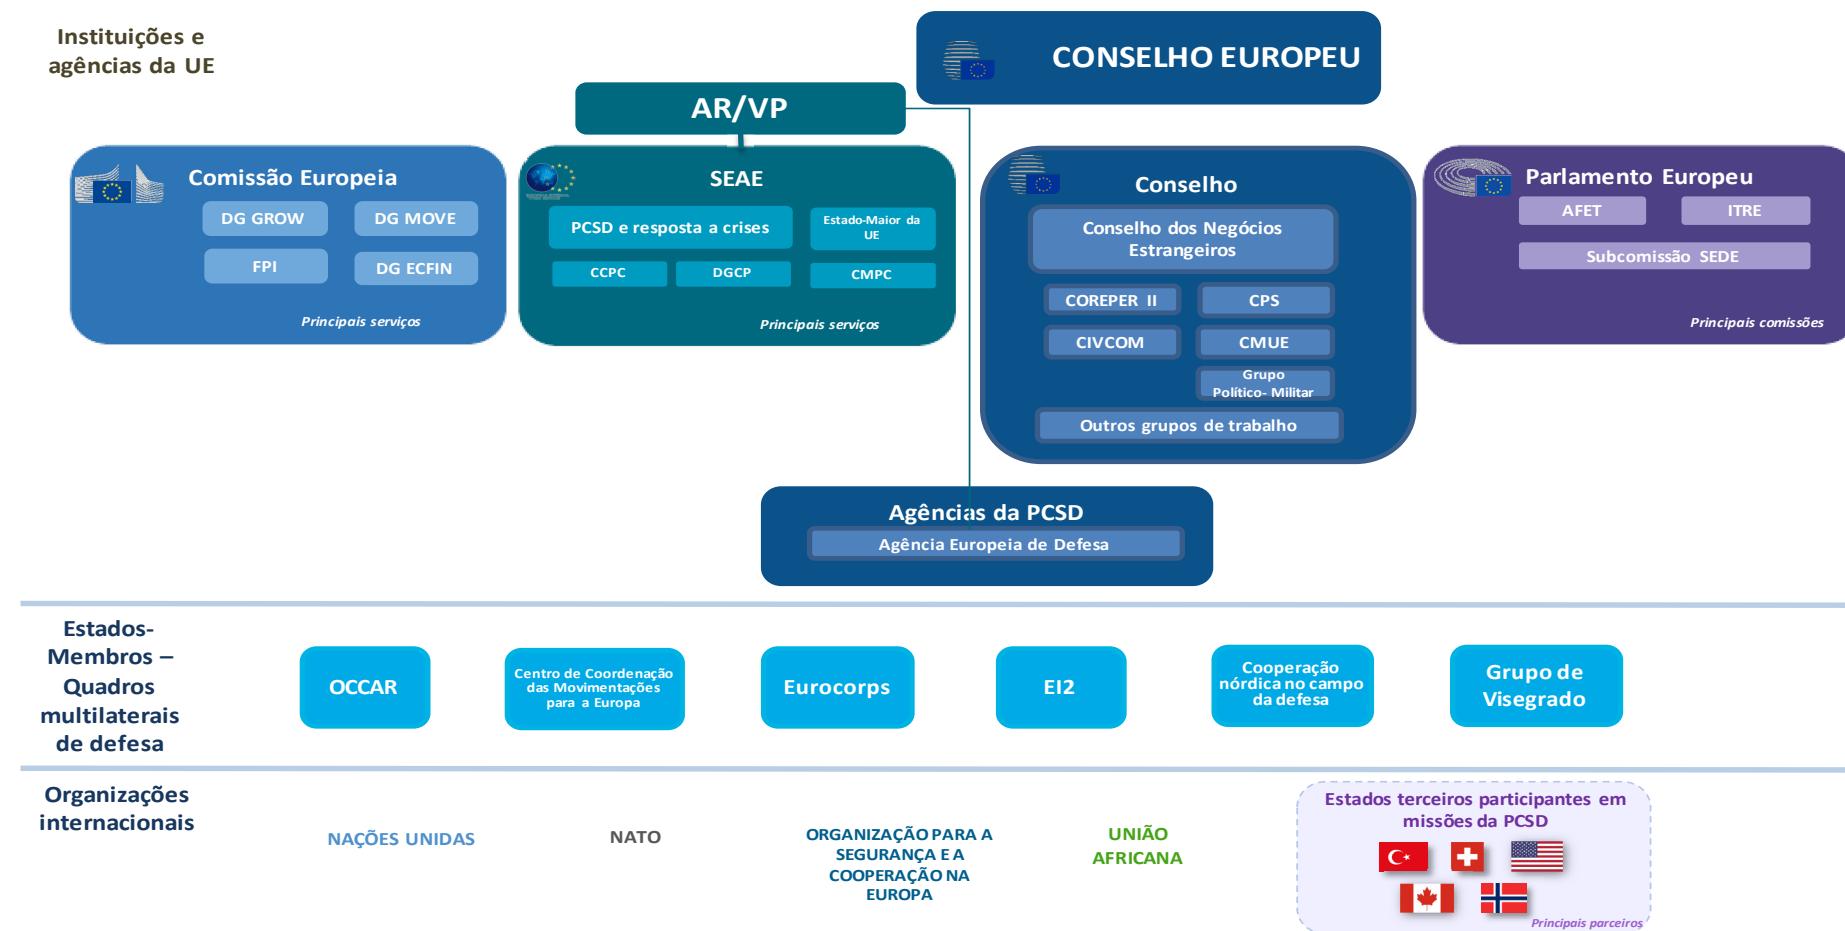 Instituições e
agências da UE
CONSELHO EUROPEU
AR/VP
Comissão Europeia
DG GROW
DG MOVE
FPI
DG ECFIN
Principais serviços
SEAE
PCSD e resposta a crises
Estado-Maior da
UE
CCPC
DGCP
CMPC
Principais serviços
Conselho
Conselho dos Negócios
Estrangeiros
COREPER II
CPS
CIVCOM
CMUE
Grupo
Político- Militar
Outros grupos de trabalho
Parlamento Europeu
AFET
ITRE
Subcomissão SEDE
Principais comissões
Agências da PCSD
Agência Europeia de Defesa
Estados-
Membros –
Quadros
multilaterais
de defesa
OCCAR
Centro de Coordenação
das Movimentações
para a Europa
Eurocorps
EI2
Cooperação
nórdica no campo
da defesa
Grupo de
Visegrado
Organizações
internacionais
NAÇÕES UNIDAS
NATO
ORGANIZAÇÃO PARA A
SEGURANÇA E A
COOPERAÇÃO NA
EUROPA
UNIÃO
AFRICANA
Estados terceiros participantes em
missões da PCSD
Principais parceiros